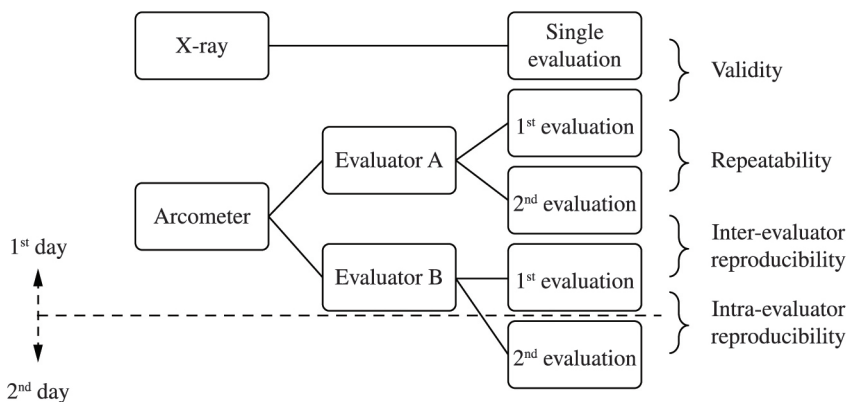 X-ray
Single
evaluation
Validity
1st evaluation
Evaluator A
Repeatability
2nd evaluation
Arcometer
Inter-evaluator
reproducibility
1st day
Evaluator B
1st evaluation
Intra-evaluator
reproducibility
2nd evaluation
2nd day